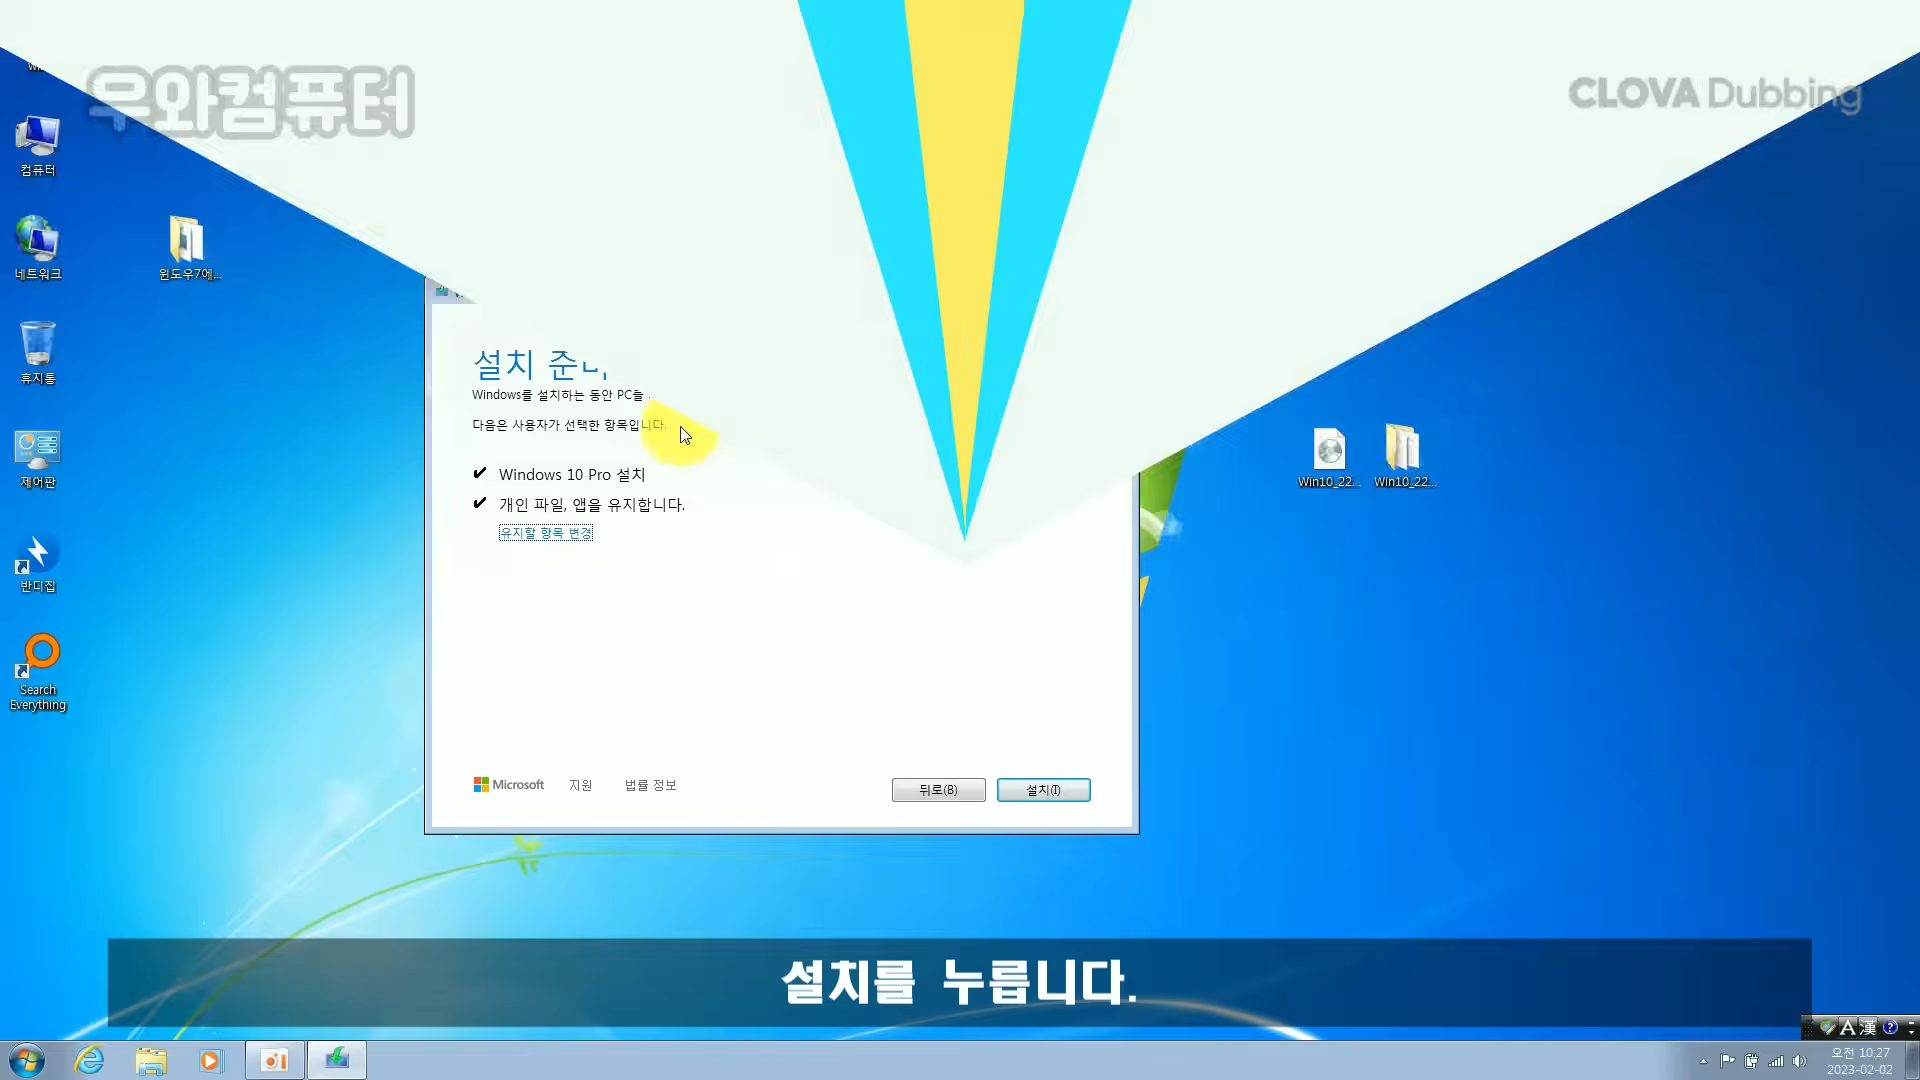 우와컴퓨터
CLOVA Dubbing
컴퓨터
네트워크
윈도우7에...
휴지통
제어판
반디집
Search
Everything
Win10_22...
Win10_22...
설치 준
Windows를 설치하는 동안 PC를
다음은 사용자가 선택한 항목입니다.
✔ Windows 10 Pro 설치
✔ 개인 파일, 앱을 유지합니다.
유지할 항목 변경
Microsoft
지원
법률 정보
뒤로(B)
설치(I)
설치를 누릅니다.
A 漢
오전 10:27
2023-02-02